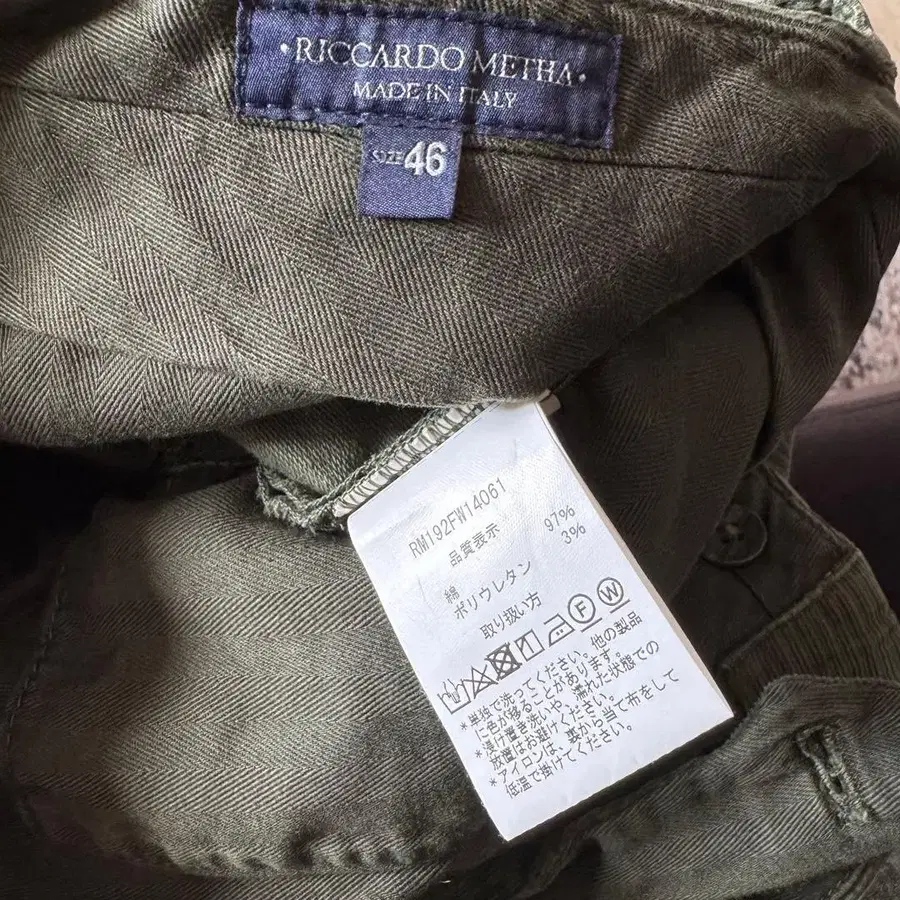 ·RICCARDO METHA·
MADE IN ITALY
SIZE 46
RM192FW14061
品質表示
綿 97%
ポリウレタン 3%
取り扱い方
F W
*単独で洗ってください。他の製品
に色が移ることがあります。
*浸け置き洗いや、濡れた状態での
放置はお避けください。
*アイロンは、裏から当て布をして
低温で掛けてください。